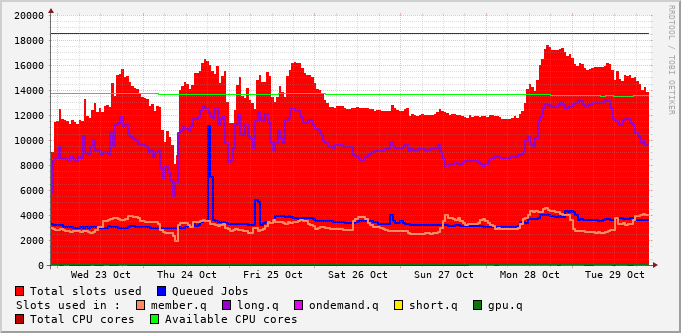 RRDTOOL / TOBI OETIKER
20000
18000
16000
14000
12000
10000
8000
6000
4000
2000
0
Wed 23 Oct Thu 24 Oct Fri 25 Oct Sat 26 Oct Sun 27 Oct Mon 28 Oct Tue 29 Oct
Total slots used Queued Jobs
Slots used in : member.q long.q ondemand.q short.q gpu.q
Total CPU cores Available CPU cores